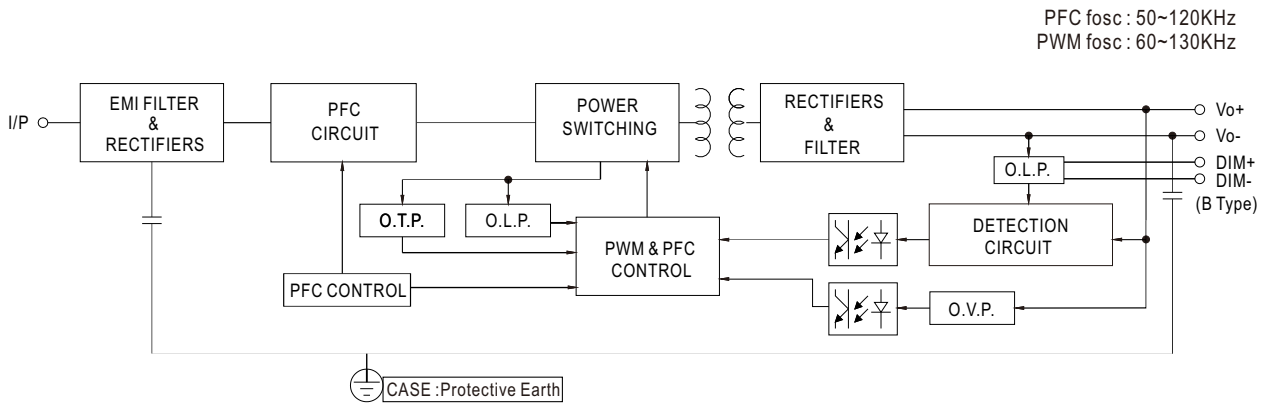 PFC fosc : 50~120KHz
PWM fosc : 60~130KHz
I/P
EMI FILTER
&
RECTIFIERS
PFC
CIRCUIT
POWER
SWITCHING
RECTIFIERS
&
FILTER
Vo+
Vo-
DIM+
DIM-
(B Type)
O.L.P.
O.T.P.
O.L.P.
PWM & PFC
CONTROL
DETECTION
CIRCUIT
PFC CONTROL
O.V.P.
CASE :Protective Earth